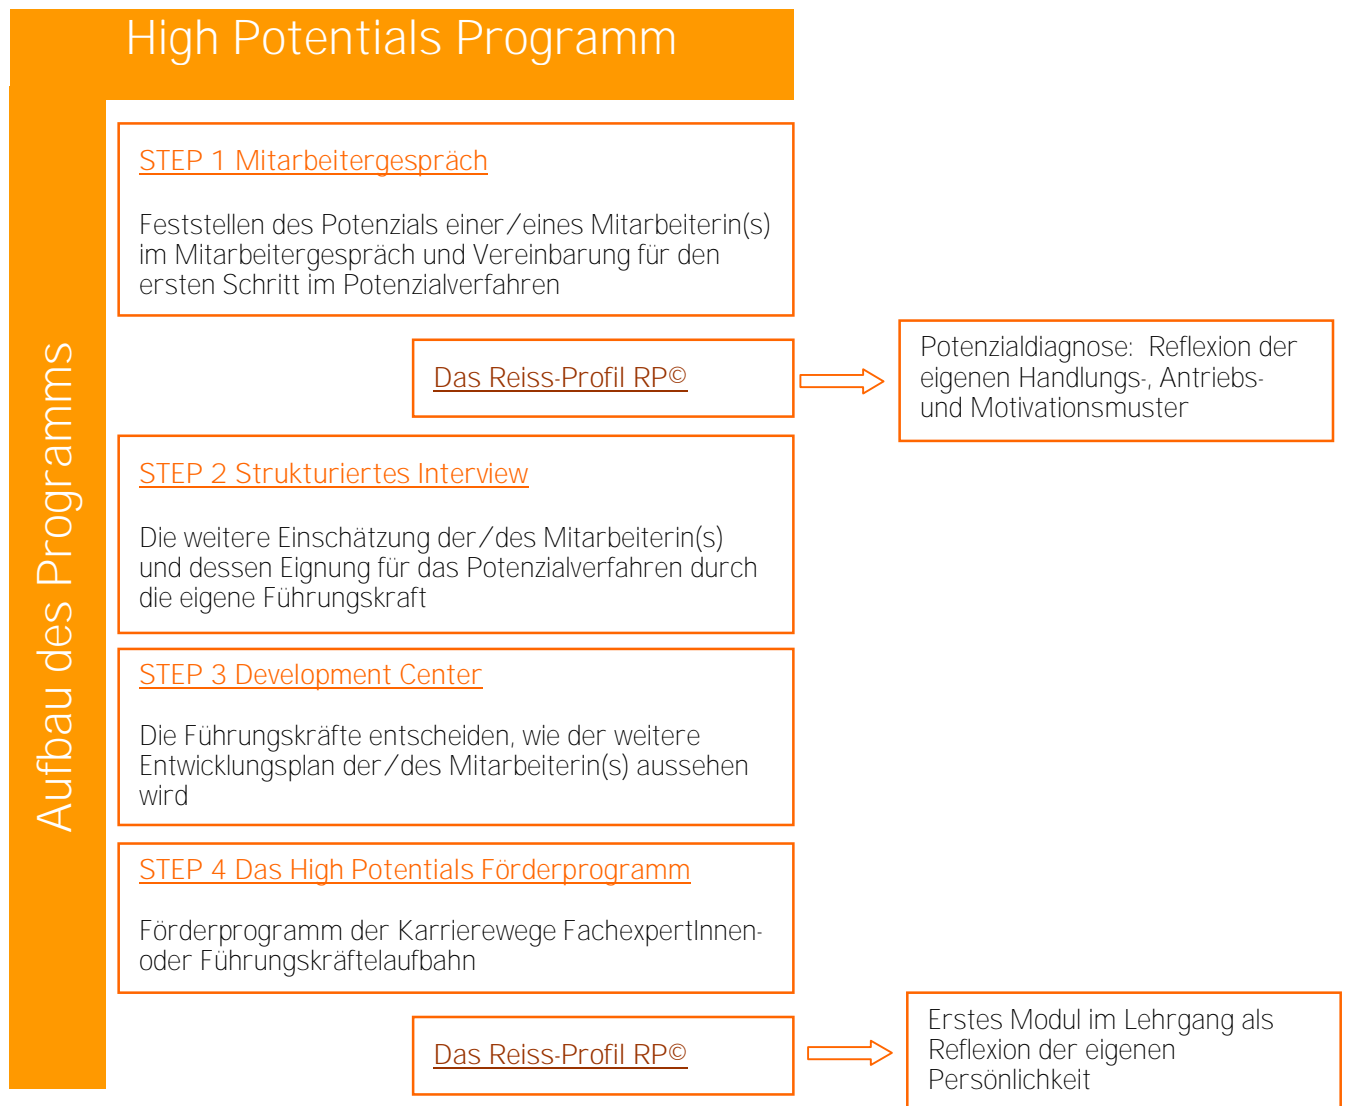 High Potentials Programm
Aufbau des Programms
STEP 1 Mitarbeitergespräch
Feststellen des Potenzials einer/eines Mitarbeiterin(s)
im Mitarbeitergespräch und Vereinbarung für den
ersten Schritt im Potenzialverfahren
Das Reiss-Profil RP©
Potenzialdiagnose: Reflexion der
eigenen Handlungs-, Antriebs-
und Motivationsmuster
STEP 2 Strukturiertes Interview
Die weitere Einschätzung der/des Mitarbeiterin(s)
und dessen Eignung für das Potenzialverfahren durch
die eigene Führungskraft
STEP 3 Development Center
Die Führungskräfte entscheiden, wie der weitere
Entwicklungsplan der/des Mitarbeiterin(s) aussehen
wird
STEP 4 Das High Potentials Förderprogramm
Förderprogramm der Karrierewege FachexpertInnen-
oder Führungskräftelaufbahn
Das Reiss-Profil RP©
Erstes Modul im Lehrgang als
Reflexion der eigenen
Persönlichkeit